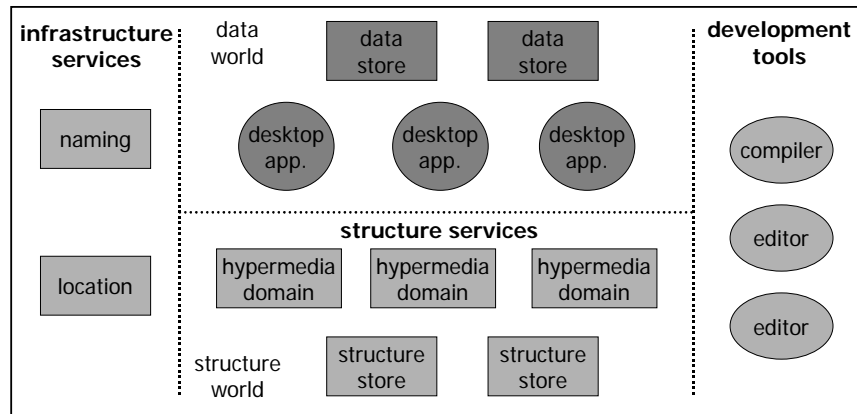 infrastructure
services
naming
location
data
world
data
store
data
store
desktop
app.
desktop
app.
desktop
app.
structure services
hypermedia
domain
hypermedia
domain
hypermedia
domain
structure
world
structure
store
structure
store
development
tools
compiler
editor
editor